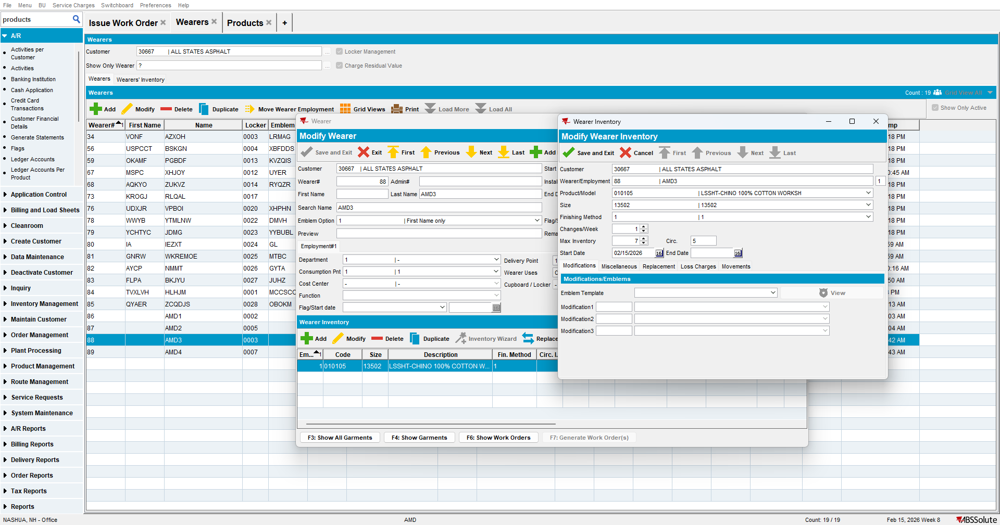 File Menu BU Service Charges Switchboard Preferences Help
products
Issue Work Order
Wearers
Products
+
A/R
Activities per Customer
Activities
Banking Institution
Cash Application
Credit Card Transactions
Customer Financial Details
Generate Statements
Flags
Ledger Accounts
Ledger Accounts Per Product
Application Control
Billing and Load Sheets
Cleanroom
Create Customer
Data Maintenance
Deactivate Customer
Inquiry
Inventory Management
Maintain Customer
Order Management
Plant Processing
Product Management
Route Management
Service Requests
System Maintenance
A/R Reports
Billing Reports
Delivery Reports
Order Reports
Tax Reports
Reports
Wearers
Customer 30667 | ALL STATES ASPHALT ... Locker Management
Show Only Wearer ? ... Charge Residual Value
Wearers Wearers' Inventory
Wearers Count : 19 Grid View All
Add Modify Delete Duplicate Move Wearer Employment Grid Views Print Load More Load All Show Only Active
Wearer# 1 First Name Name Locker Emblem mp
34 VONF AZXOH 0003 LRMAG 18 PM
56 USPCCT BSKGN 0004 XBFDDS 18 PM
59 OKAMF PGBDF 0013 KVZQIS 18 PM
67 MSPC XHJOY 0012 UYER 0:45 AM
68 AQKYO ZUKVZ 0014 RYQZR 18 PM
73 KROGJ RLQAL 0017 18 PM
76 UDXJR VPBOI 0020 XHPHN 18 PM
78 WWYB YTMLNW 0022 DMVH 18 PM
79 YCHTYC JDMG 0023 YYBUBL 18 PM
80 IA IEZXT 0024 GL 59 AM
81 GNRW WKREMOE 0025 MTBC 59 AM
82 AYCP NMMT 0026 GYTA 0:16 AM
83 FLPA BKJYU 0027 JUHZ 50 AM
84 TVXLVH HLHJM 0001 MCCSCO PM
85 QYAER ZCQDJS 0028 OBOKM 13 AM
86 AMD1 0002 03 AM
87 AMD2 0005 04 AM
88 AMD3 0003 42 AM
89 AMD4 0007 43 AM
Wearer
Modify Wearer
Save and Exit Exit First Previous Next Last Add
Customer 30667 | ALL STATES ASPHALT Start
Wearer# 88 Admin# Instal
First Name Last Name AMD3 End D
Search Name AMD3
Emblem Option 1 | First Name only Flag/S
Preview Rema
Employment#1
Department 1 | - Delivery Point 1
Consumption Pnt 1 | 1 Wearer Uses C
Cost Center - | - Cupboard / Locker -
Function
Flag/Start date 16
Wearer Inventory
Add Modify Delete Duplicate Inventory Wizard Replace
Em... 1 Code Size Description Fin. Method Circ. I.
1 010105 13502 LSSHT-CHINO 100% COTTON W... 1
F3: Show All Garments F4: Show Garments F6: Show Work Orders F7: Generate Work Order(s)
Wearer Inventory
Modify Wearer Inventory
Save and Exit Cancel First Previous Next Last
Customer 30667 | ALL STATES ASPHALT
Wearer/Employment 88 | AMD3 1
Product/Model 010105 | LSSHT-CHINO 100% COTTON WORKSH
Size 13502 | 13502
Finishing Method 1 | 1
Changes/Week 1
Max Inventory 7 Circ. 5
Start Date 02/15/2026 16 End Date 16
Modifications Miscellaneous Replacement Loss Charges Movements
Modifications/Emblems
Emblem Template View
Modification1
Modification2
Modification3
NASHUA, NH - Office AMD Count: 19 / 19 Feb 15, 2026 Week 8 ABSSolute